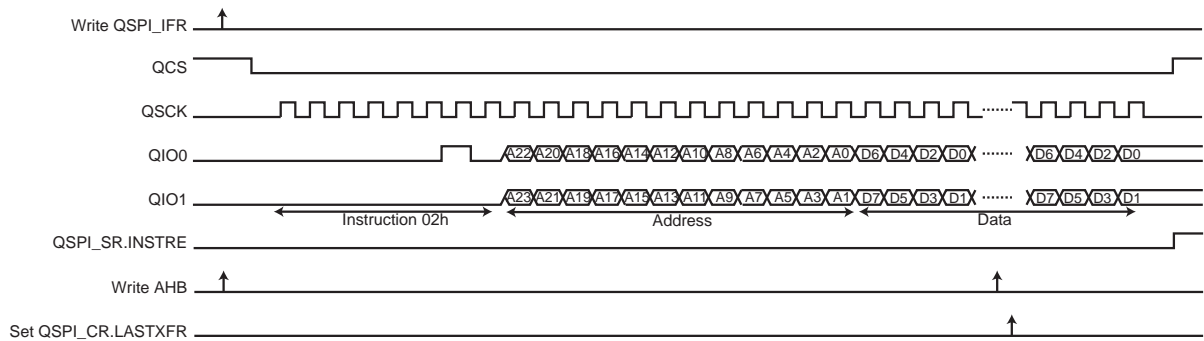 Write QSPI_IFR
QCS
QSCK
QIO0 A22 A20 A18 A16 A14 A12 A10 A8 A6 A4 A2 A0 D6 D4 D2 D0 D6 D4 D2 D0
QIO1 A23 A21 A19 A17 A15 A13 A11 A9 A7 A5 A3 A1 D7 D5 D3 D1 D7 D5 D3 D1
Instruction 02h Address Data
QSPI_SR.INSTRE
Write AHB
Set QSPI_CR.LASTXFR